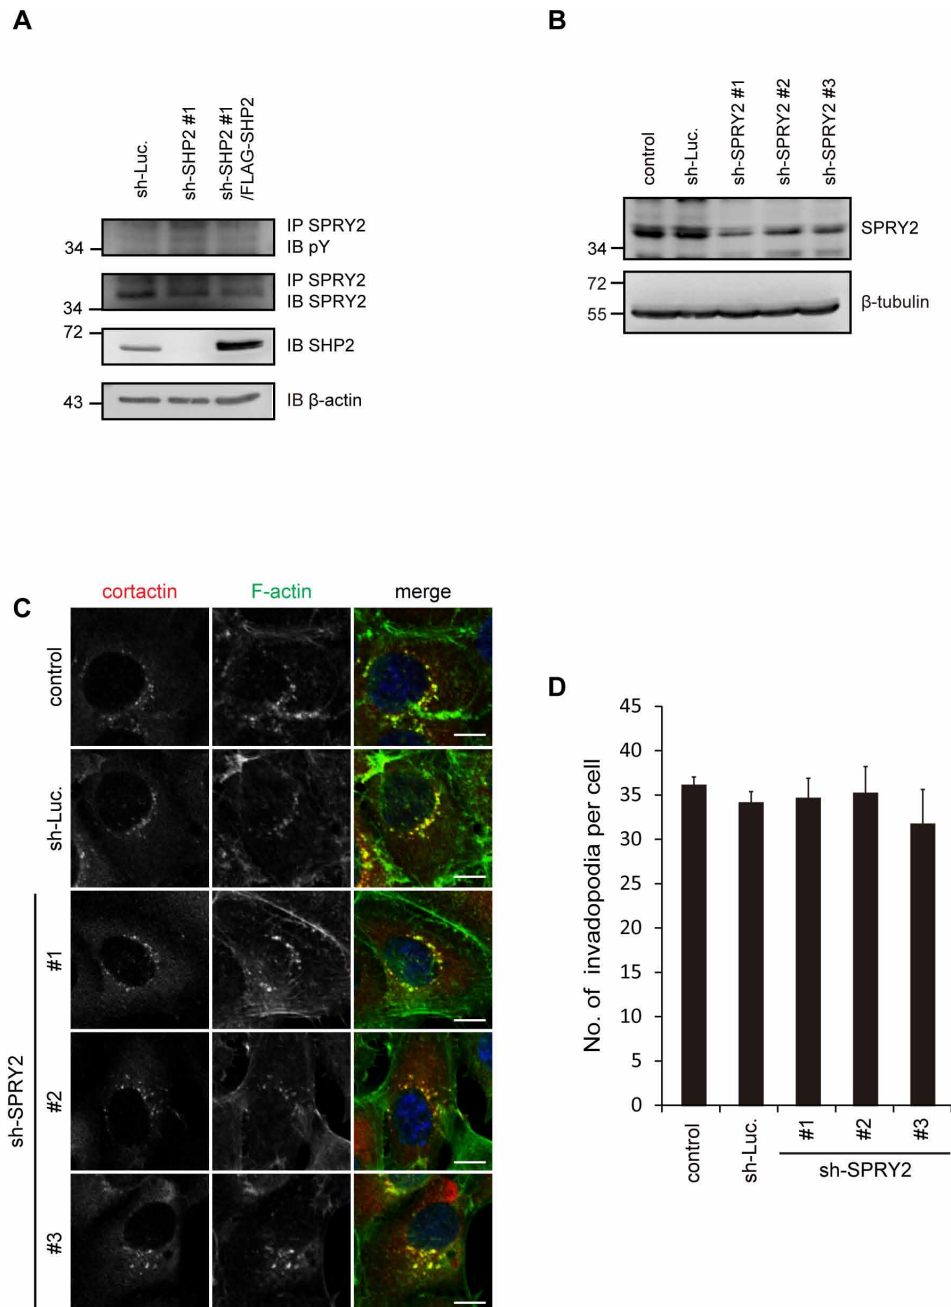 A
sh-Luc.
sh-SHP2 #1
sh-SHP2 #1
/FLAG-SHP2
34
IP SPRY2
IB pY
34
IP SPRY2
IB SPRY2
72
IB SHP2
43
IB β-actin
B
control
sh-Luc.
sh-SPRY2 #1
sh-SPRY2 #2
sh-SPRY2 #3
34
SPRY2
72
55
β-tubulin
C
cortactin
F-actin
merge
control
sh-Luc.
sh-SPRY2
#1
#2
#3
D
No. of invadopodia per cell
45
40
35
30
25
20
15
10
5
0
control
sh-Luc.
#1
#2
#3
sh-SPRY2